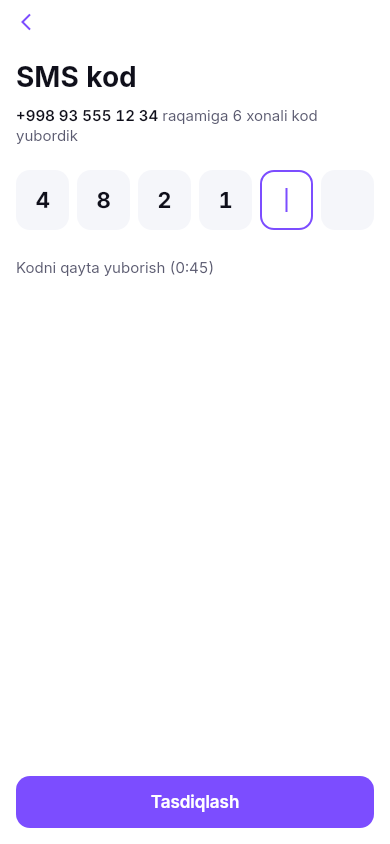 SMS kod
+998 93 555 12 34 raqamiga 6 xonali kod
yubordik
4 8 2 1
Kodni qayta yuborish (0:45)
Tasdiqlash